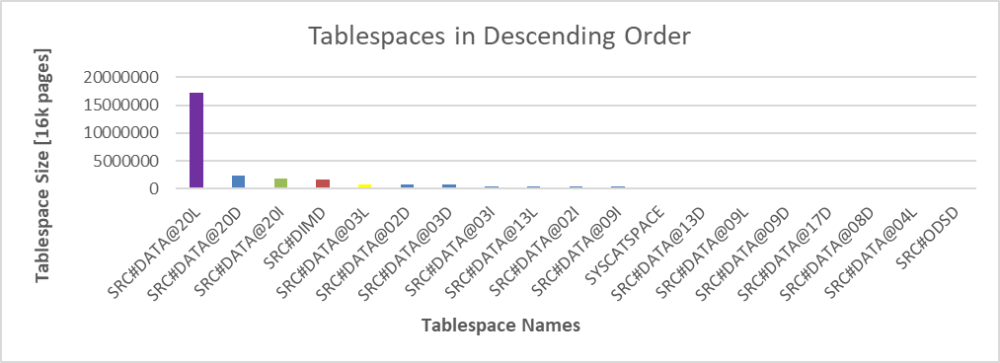 Tablespaces in Descending Order
Tablespace Size [16k pages]
20000000
15000000
10000000
5000000
0
SRC#DATA@20L
SRC#DATA@20D
SRC#DATA@20I
SRC#DIMD
SRC#DATA@03L
SRC#DATA@02D
SRC#DATA@03D
SRC#DATA@03I
SRC#DATA@13L
SRC#DATA@02I
SRC#DATA@09I
SYSCATSPACE
SRC#DATA@13D
SRC#DATA@09L
SRC#DATA@09D
SRC#DATA@17D
SRC#DATA@08D
SRC#DATA@04L
SRC#ODSD
Tablespace Names